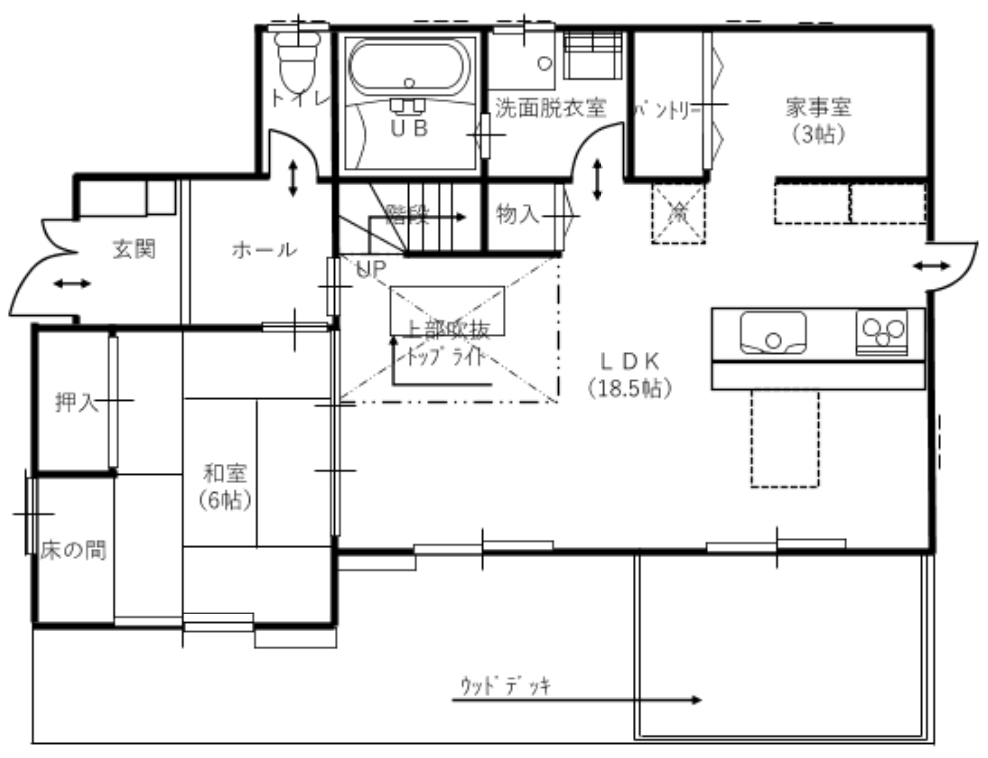 トイレ
UB
洗面脱衣室
パントリー
家事室
(3帖)
玄関
ホール
階段
物入
冷
UP
上部吹抜
トップライト
LDK
(18.5帖)
押入
和室
(6帖)
床の間
ウッドデッキ